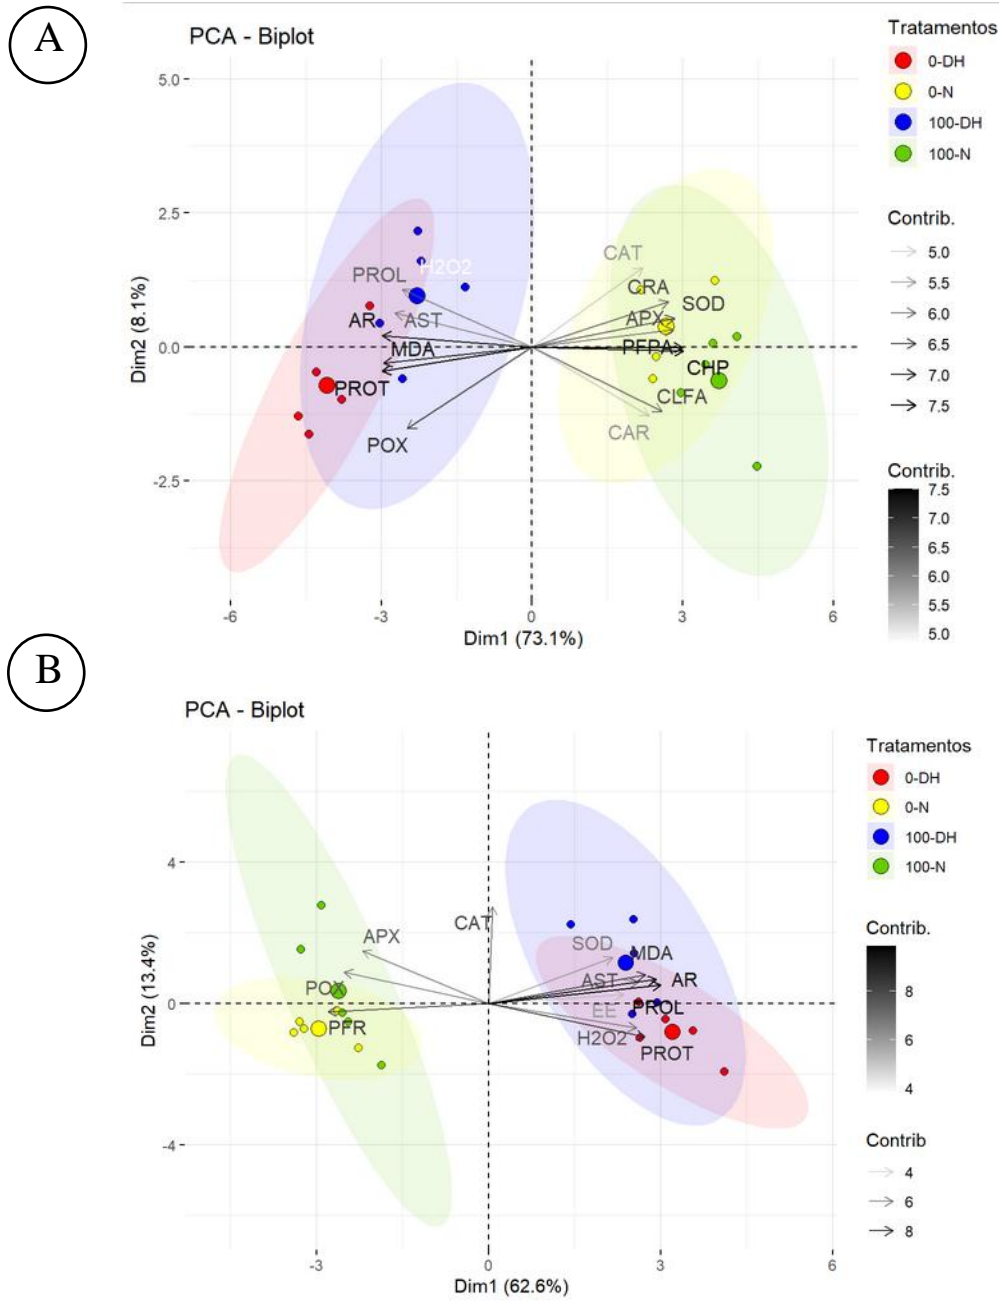 A
PCA - Biplot
Tratamentos
0-DH
0-N
100-DH
100-N
Contrib.
5.0
5.5
6.0
6.5
7.0
7.5
Contrib.
7.5
7.0
6.5
6.0
5.5
5.0
5.0
2.5
0.0
-2.5
Dim2 (8.1%)
PROL
H2O2
AR
AST
MDA
PROT
POX
CAT
CRA
SOD
APX
PFPA
CHP
CLFA
CAR
-6
-3
0
3
6
Dim1 (73.1%)
B
PCA - Biplot
Tratamentos
0-DH
0-N
100-DH
100-N
Contrib.
8
6
4
Contrib
4
6
8
4
0
-4
Dim2 (13.4%)
CAT
APX
POX
PFR
SOD
MDA
AST
AR
EE
PROL
H2O2
PROT
-3
0
3
6
Dim1 (62.6%)